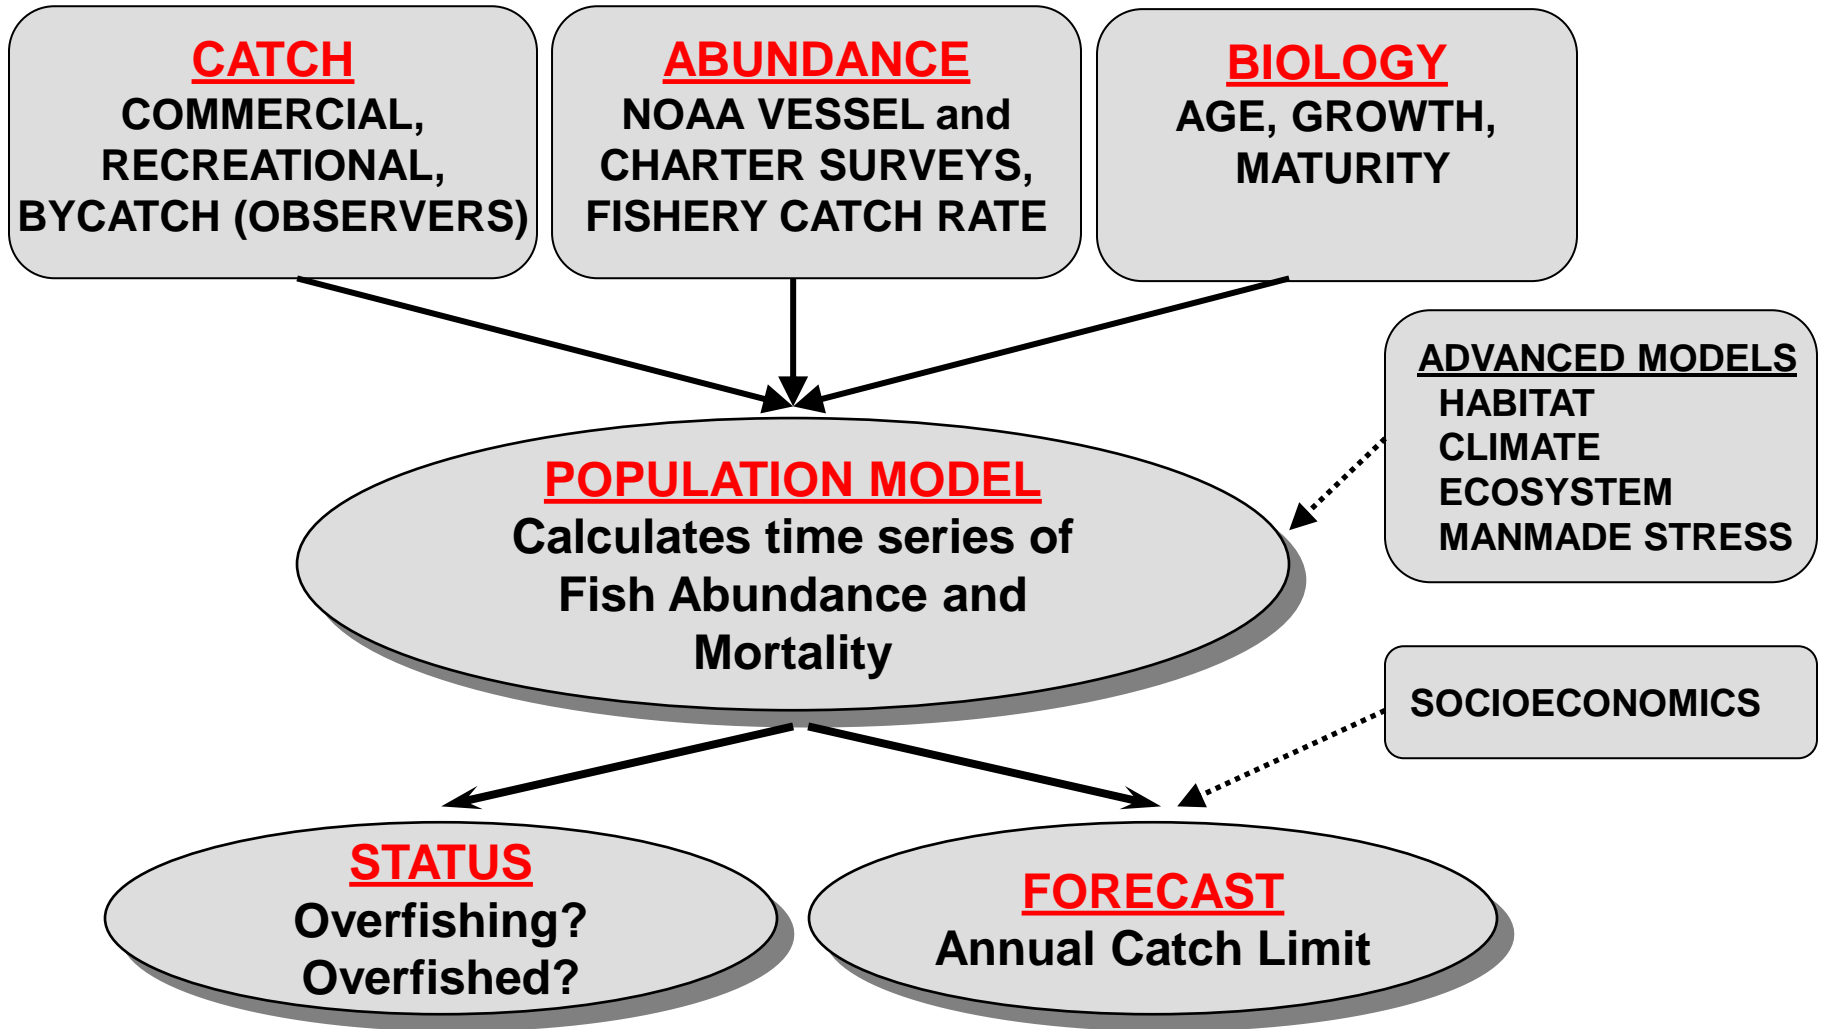 CATCH
COMMERCIAL,
RECREATIONAL,
BYCATCH (OBSERVERS)
ABUNDANCE
NOAA VESSEL and
CHARTER SURVEYS,
FISHERY CATCH RATE
BIOLOGY
AGE, GROWTH,
MATURITY
ADVANCED MODELS
HABITAT
CLIMATE
ECOSYSTEM
MANMADE STRESS
POPULATION MODEL
Calculates time series of
Fish Abundance and
Mortality
SOCIOECONOMICS
STATUS
Overfishing?
Overfished?
FORECAST
Annual Catch Limit